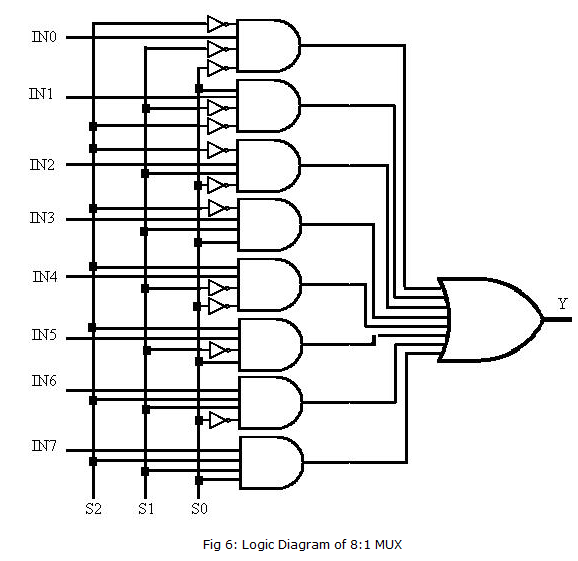 IN0
IN1
IN2
IN3
IN4
IN5
IN6
IN7
Y
S2 S1 S0
Fig 6: Logic Diagram of 8:1 MUX